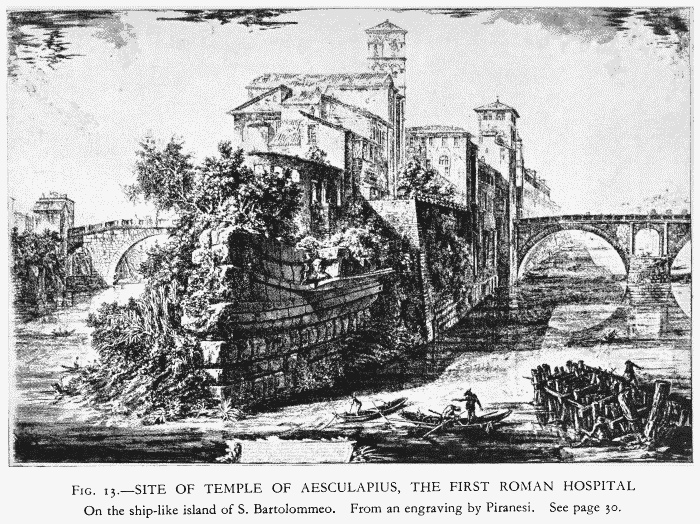 Fig. 13.—SITE OF TEMPLE OF AESCULAPIUS, THE FIRST ROMAN HOSPITAL
On the ship-like island of S. Bartolommeo. From an engraving by Piranesi. See page 30.